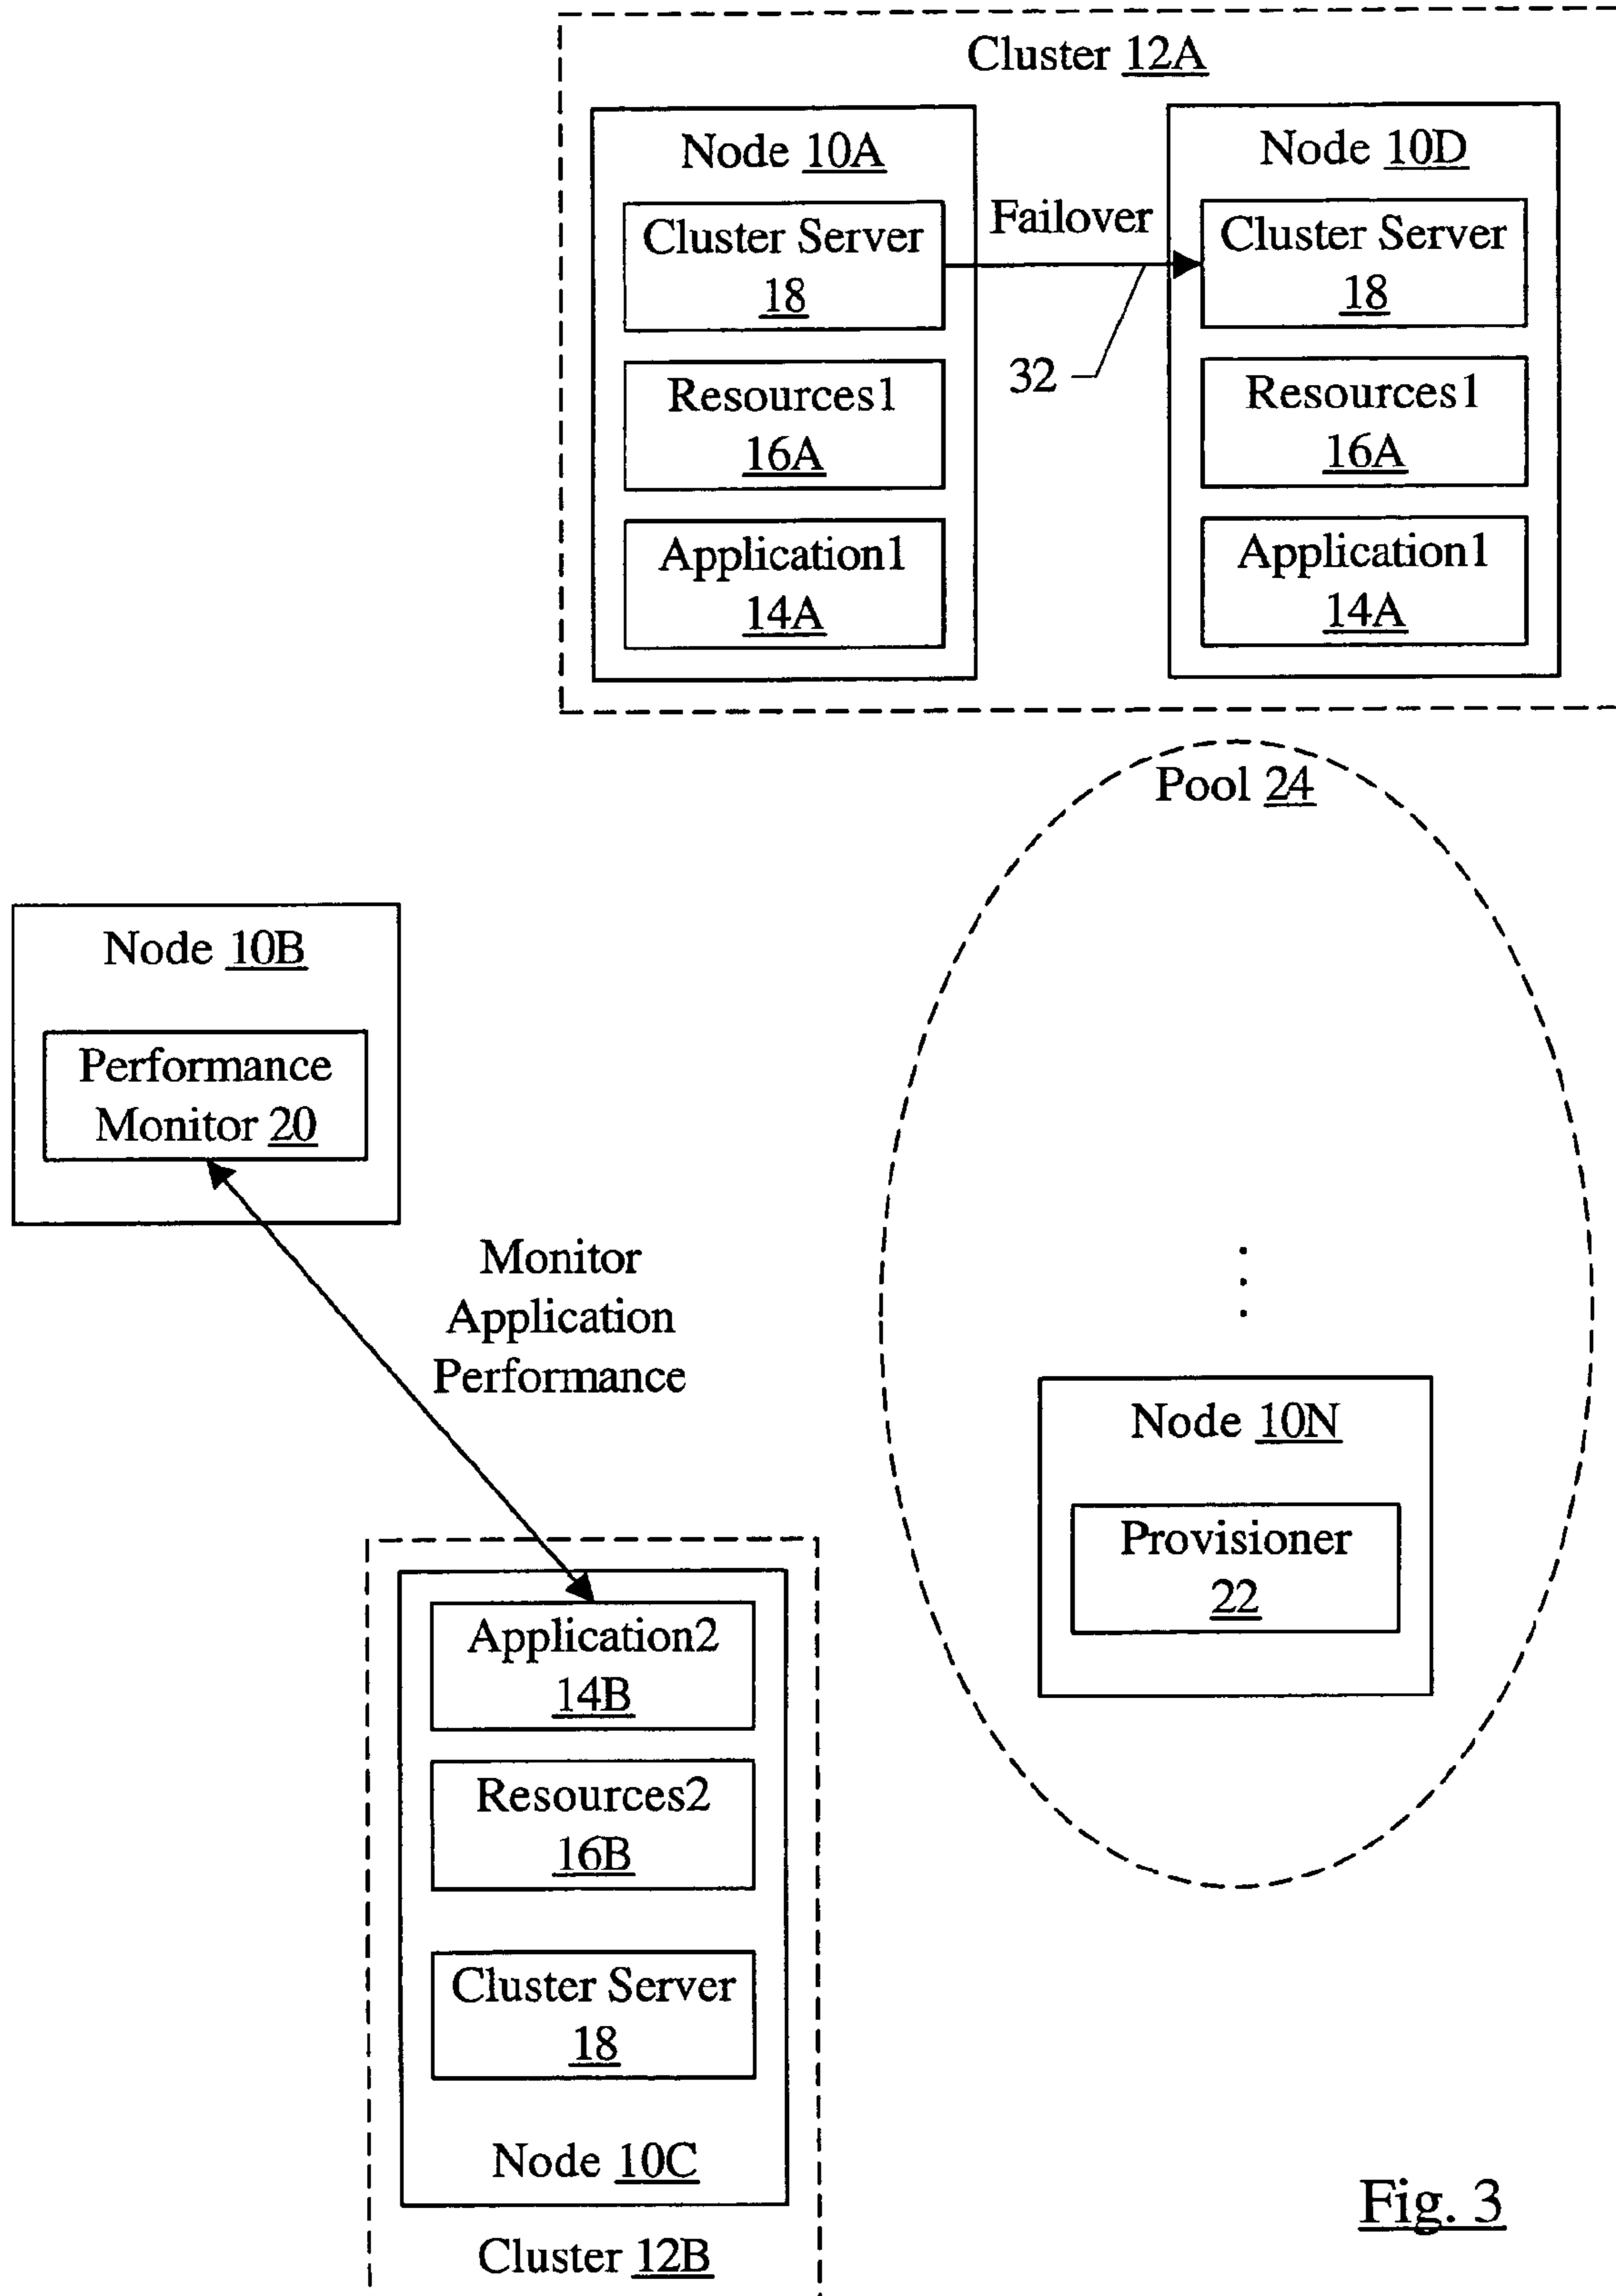 Cluster 12A
Node 10A
Cluster Server
18
Resources1
16A
Application1
14A
Failover
32
Node 10D
Cluster Server
18
Resources1
16A
Application1
14A
Pool 24
Node 10B
Performance
Monitor 20
Monitor
Application
Performance
Node 10N
Provisioner
22
Application2
14B
Resources2
16B
Cluster Server
18
Node 10C
Cluster 12B
Fig. 3